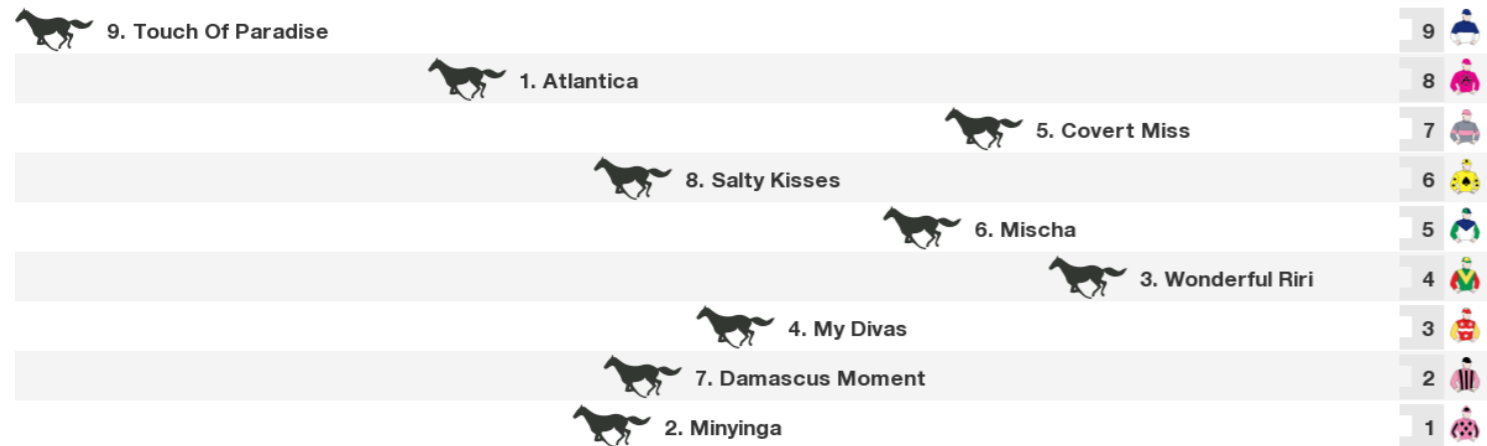 9. Touch Of Paradise 9
1. Atlantica 8
5. Covert Miss 7
8. Salty Kisses 6
6. Mischa 5
3. Wonderful Riri 4
4. My Divas 3
7. Damascus Moment 2
2. Minyinga 1